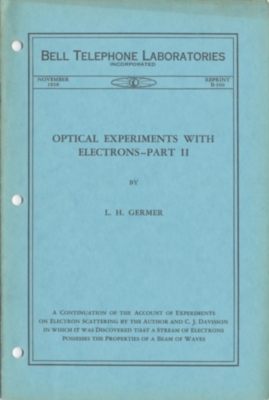 BELL TELEPHONE LABORATORIES
INCORPORATED
NOVEMBER REPRINT
OPTICAL EXPERIMENTS WITH
ELECTRONS—PART II
BY
L. H. GERMER
A CONTINUATION OF THE ACCOUNT OF EXPERIMENTS
ON ELECTRON SCATTERING BY THE AUTHOR AND C. J. DAVISSON
IN WHICH IT WAS DISCOVERED THAT A STREAM OF ELECTRONS
POSSESSES THE PROPERTIES OF A BEAM OF WAVES